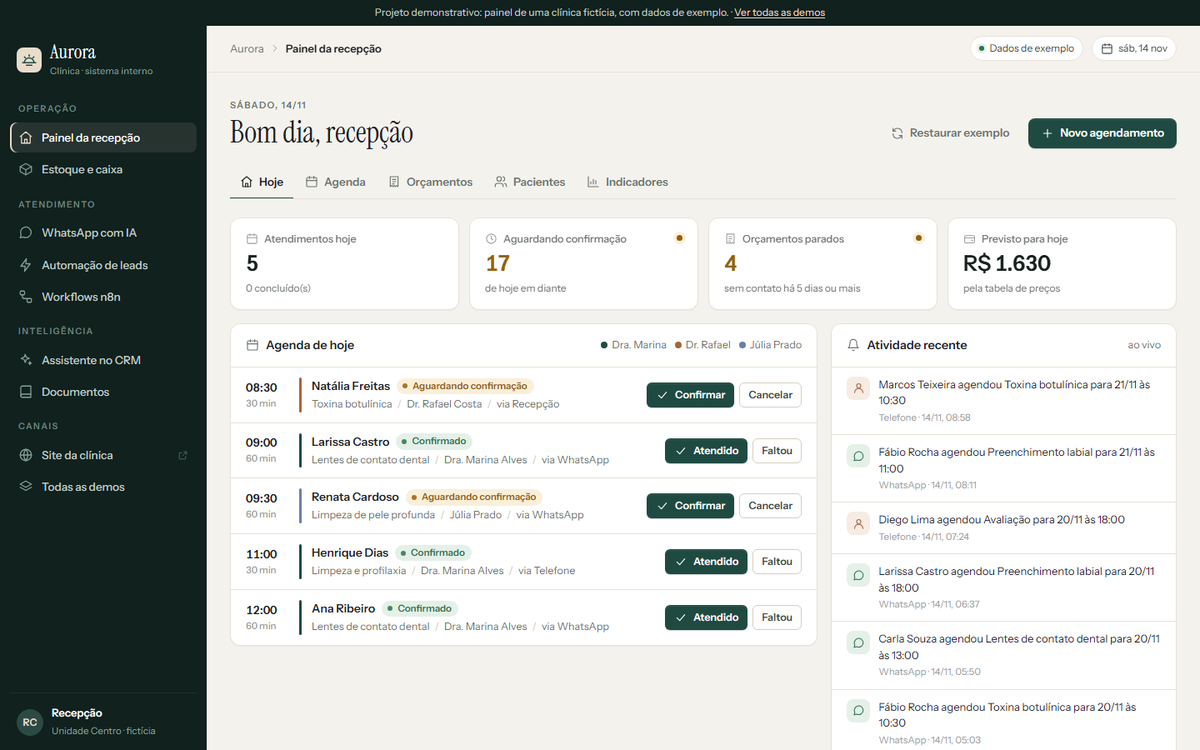 Projeto demonstrativo: painel de uma clínica fictícia, com dados de exemplo. · Ver todas as demos
Aurora
Clínica · sistema interno
OPERAÇÃO
Painel da recepção
Estoque e caixa
ATENDIMENTO
WhatsApp com IA
Automação de leads
Workflows n8n
INTELIGÊNCIA
Assistente no CRM
Documentos
CANAIS
Site da clínica
Todas as demos
RC
Recepção
Unidade Centro · fictícia
Aurora > Painel da recepção
Dados de exemplo
sáb, 14 nov
SÁBADO, 14/11
Bom dia, recepção
Restaurar exemplo
Novo agendamento
Hoje
Agenda
Orçamentos
Pacientes
Indicadores
Atendimentos hoje
5
0 concluído(s)
Aguardando confirmação
17
de hoje em diante
Orçamentos parados
4
sem contato há 5 dias ou mais
Previsto para hoje
R$ 1.630
pela tabela de preços
Agenda de hoje
Dra. Marina
Dr. Rafael
Júlia Prado
08:30
30 min
Natália Freitas
Aguardando confirmação
Toxina botulínica / Dr. Rafael Costa / via Recepção
Confirmar
Cancelar
09:00
60 min
Larissa Castro
Confirmado
Lentes de contato dental / Dra. Marina Alves / via WhatsApp
Atendido
Faltou
09:30
60 min
Renata Cardoso
Aguardando confirmação
Limpeza de pele profunda / Júlia Prado / via WhatsApp
Confirmar
Cancelar
11:00
30 min
Henrique Dias
Confirmado
Limpeza e profilaxia / Dra. Marina Alves / via Telefone
Atendido
Faltou
12:00
60 min
Ana Ribeiro
Confirmado
Lentes de contato dental / Dra. Marina Alves / via WhatsApp
Atendido
Faltou
Atividade recente
ao vivo
Marcos Teixeira agendou Toxina botulínica para 21/11 às
10:30
Telefone · 14/11, 08:58
Fábio Rocha agendou Preenchimento labial para 21/11 às
11:00
WhatsApp · 14/11, 08:11
Diego Lima agendou Avaliação para 20/11 às 18:00
Telefone · 14/11, 07:24
Larissa Castro agendou Preenchimento labial para 20/11
às 18:00
WhatsApp · 14/11, 06:37
Carla Souza agendou Lentes de contato dental para 20/11
às 13:00
WhatsApp · 14/11, 05:50
Fábio Rocha agendou Toxina botulínica para 20/11 às
10:30
WhatsApp · 14/11, 05:03